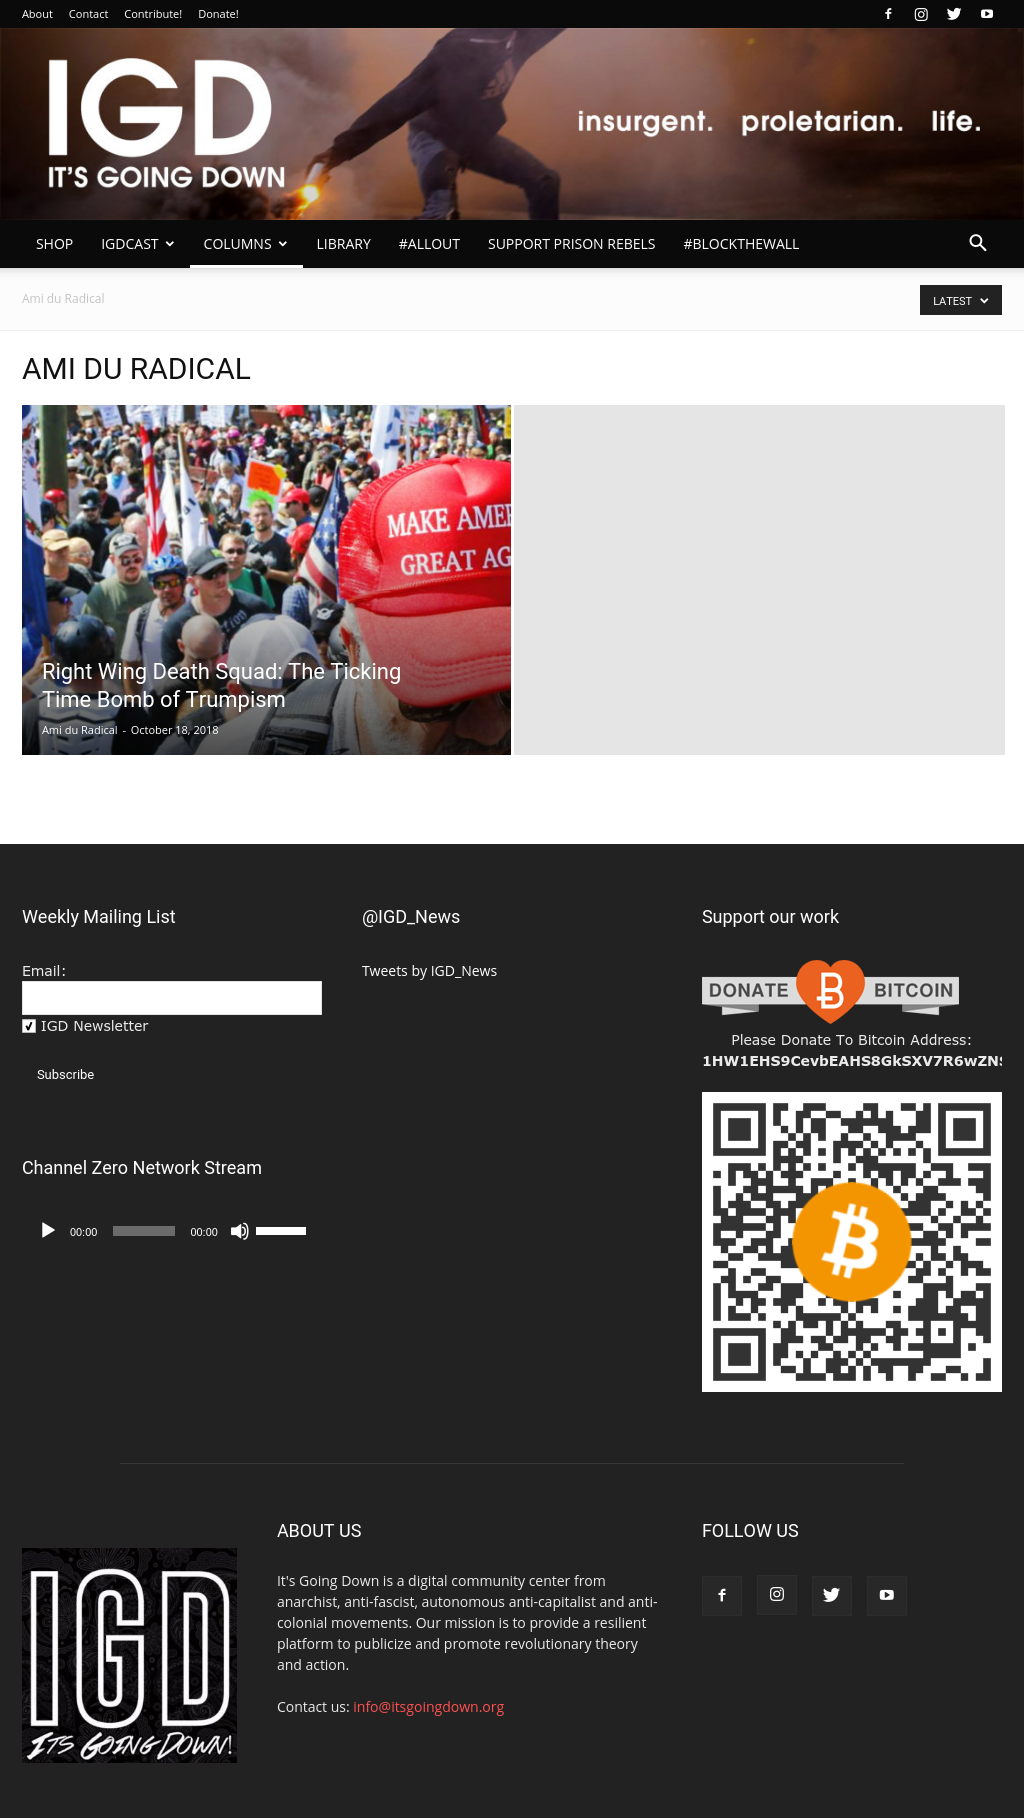 About Contact Contribute! Donate!
IGD
IT'S GOING DOWN
insurgent. proletarian. life.
SHOP IGDCAST COLUMNS LIBRARY #ALLOUT SUPPORT PRISON REBELS #BLOCKTHEWALL
Ami du Radical
LATEST
AMI DU RADICAL
MAKE AME
GREAT AG
Right Wing Death Squad: The Ticking
Time Bomb of Trumpism
Ami du Radical - October 18, 2018
Weekly Mailing List
Email:
IGD Newsletter
Subscribe
Channel Zero Network Stream
00:00 00:00
@IGD_News
Tweets by IGD_News
Support our work
DONATE BITCOIN
Please Donate To Bitcoin Address:
1HW1EHS9CevbEAHS8GkSXV7R6wZNS
IGD
ITS GOING DOWN!
ABOUT US
It's Going Down is a digital community center from
anarchist, anti-fascist, autonomous anti-capitalist and anti-
colonial movements. Our mission is to provide a resilient
platform to publicize and promote revolutionary theory
and action.
Contact us: info@itsgoingdown.org
FOLLOW US